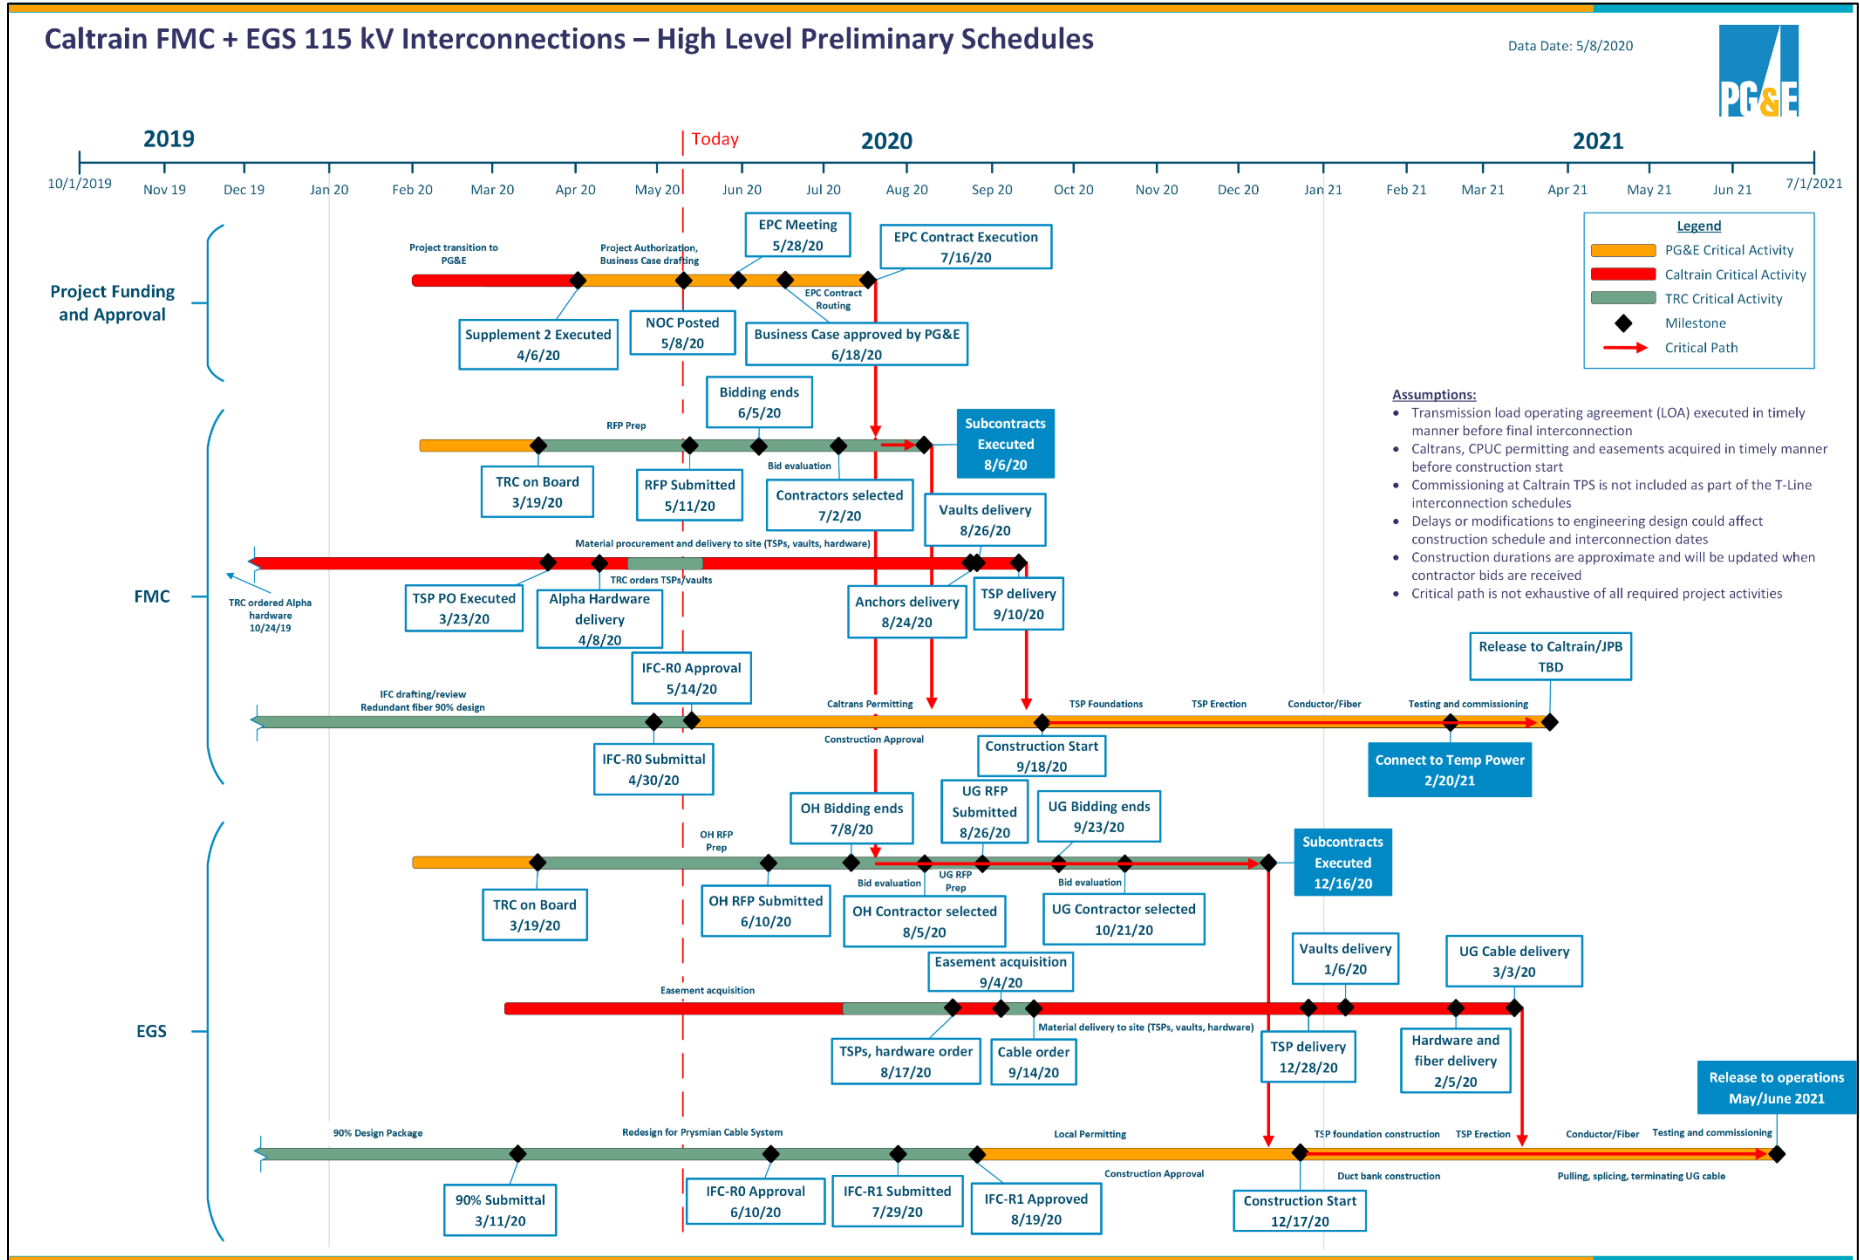 Caltrain FMC + EGS 115 kV Interconnections – High Level Preliminary Schedules
Data Date: 5/8/2020
PG&E
2019
Today
2020
2021
10/1/2019
Nov 19
Dec 19
Jan 20
Feb 20
Mar 20
Apr 20
May 20
Jun 20
Jul 20
Aug 20
Sep 20
Oct 20
Nov 20
Dec 20
Jan 21
Feb 21
Mar 21
Apr 21
May 21
Jun 21
7/1/2021
Legend
PG&E Critical Activity
Caltrain Critical Activity
TRC Critical Activity
Milestone
Critical Path
Assumptions:
• Transmission load operating agreement (LOA) executed in timely
manner before final interconnection
• Caltrans, CPUC permitting and easements acquired in timely manner
before construction start
• Commissioning at Caltrain TPS is not included as part of the T-Line
interconnection schedules
• Delays or modifications to engineering design could affect
construction schedule and interconnection dates
• Construction durations are approximate and will be updated when
contractor bids are received
• Critical path is not exhaustive of all required project activities
Project Funding
and Approval
Project transition to
PG&E
Project Authorization,
Business Case drafting
EPC Meeting
5/28/20
EPC Contract Execution
7/16/20
EPC Contract
Routing
Supplement 2 Executed
4/6/20
NOC Posted
5/8/20
Business Case approved by PG&E
6/18/20
FMC
Bidding ends
6/5/20
RFP Prep
Subcontracts
Executed
8/6/20
Bid evaluation
TRC on Board
3/19/20
RFP Submitted
5/11/20
Contractors selected
7/2/20
Vaults delivery
8/26/20
Material procurement and delivery to site (TSPs, vaults, hardware)
TRC orders TSPs/vaults
TRC ordered Alpha
hardware
10/24/19
TSP PO Executed
3/23/20
Alpha Hardware
delivery
4/8/20
Anchors delivery
8/24/20
TSP delivery
9/10/20
IFC-R0 Approval
5/14/20
Release to Caltrain/JPB
TBD
IFC drafting/review
Redundant fiber 90% design
Caltrans Permitting
TSP Foundations
TSP Erection
Conductor/Fiber
Testing and commissioning
Construction Approval
IFC-R0 Submittal
4/30/20
Construction Start
9/18/20
Connect to Temp Power
2/20/21
EGS
OH Bidding ends
7/8/20
UG RFP
Submitted
8/26/20
UG Bidding ends
9/23/20
OH RFP
Prep
Subcontracts
Executed
12/16/20
Bid evaluation
UG RFP
Prep
Bid evaluation
TRC on Board
3/19/20
OH RFP Submitted
6/10/20
OH Contractor selected
8/5/20
UG Contractor selected
10/21/20
Easement acquisition
9/4/20
Vaults delivery
1/6/20
UG Cable delivery
3/3/20
Easement acquisition
Material delivery to site (TSPs, vaults, hardware)
TSPs, hardware order
8/17/20
Cable order
9/14/20
TSP delivery
12/28/20
Hardware and
fiber delivery
2/5/20
Release to operations
May/June 2021
90% Design Package
Redesign for Prysmian Cable System
Local Permitting
TSP foundation construction
TSP Erection
Conductor/Fiber
Testing and commissioning
Construction Approval
Duct bank construction
Pulling, splicing, terminating UG cable
90% Submittal
3/11/20
IFC-R0 Approval
6/10/20
IFC-R1 Submitted
7/29/20
IFC-R1 Approved
8/19/20
Construction Start
12/17/20